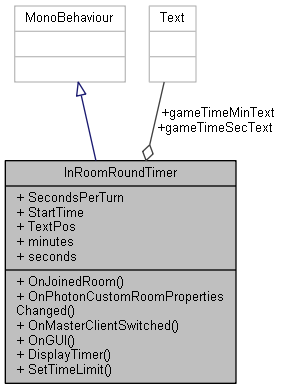 MonoBehaviour
Text
+gameTimeMinText
+gameTimeSecText
InRoomRoundTimer
+ SecondsPerTurn
+ StartTime
+ TextPos
+ minutes
+ seconds
+ OnJoinedRoom()
+ OnPhotonCustomRoomProperties
Changed()
+ OnMasterClientSwitched()
+ OnGUI()
+ DisplayTimer()
+ SetTimeLimit()